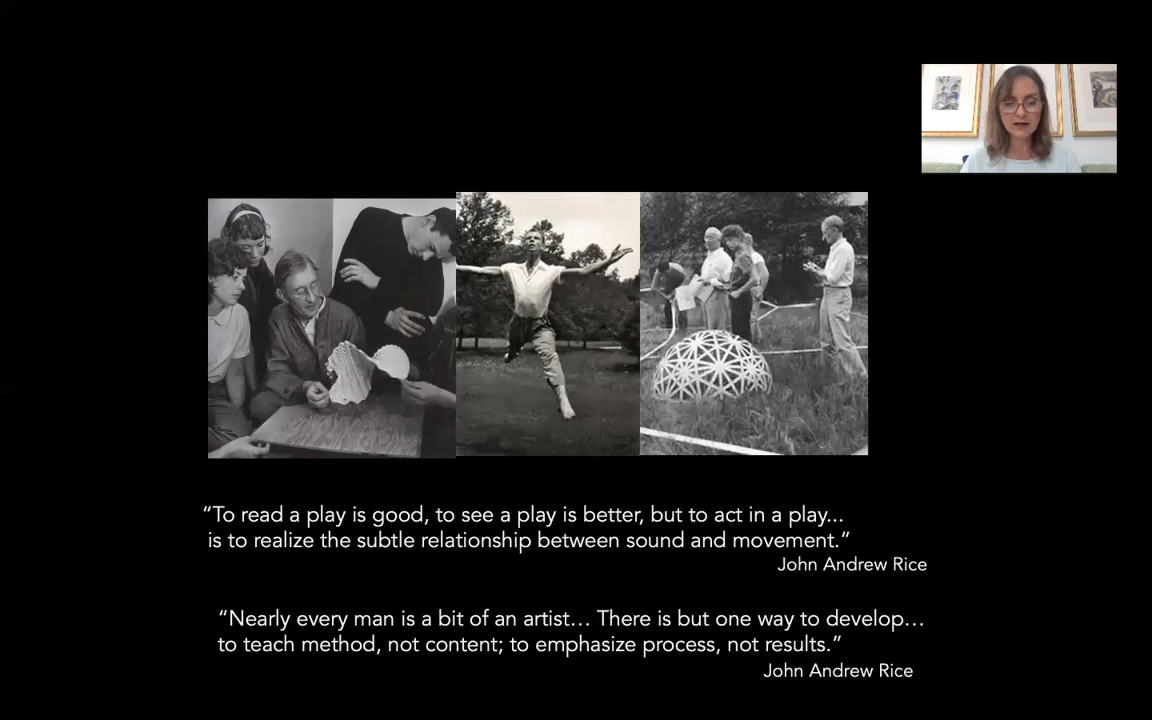 “To read a play is good, to see a play is better, but to act in a play...
is to realize the subtle relationship between sound and movement.“
John Andrew Rice
“Nearly every man is a bit of an artist… There is but one way to develop…
to teach method, not content; to emphasize process, not results.”
John Andrew Rice